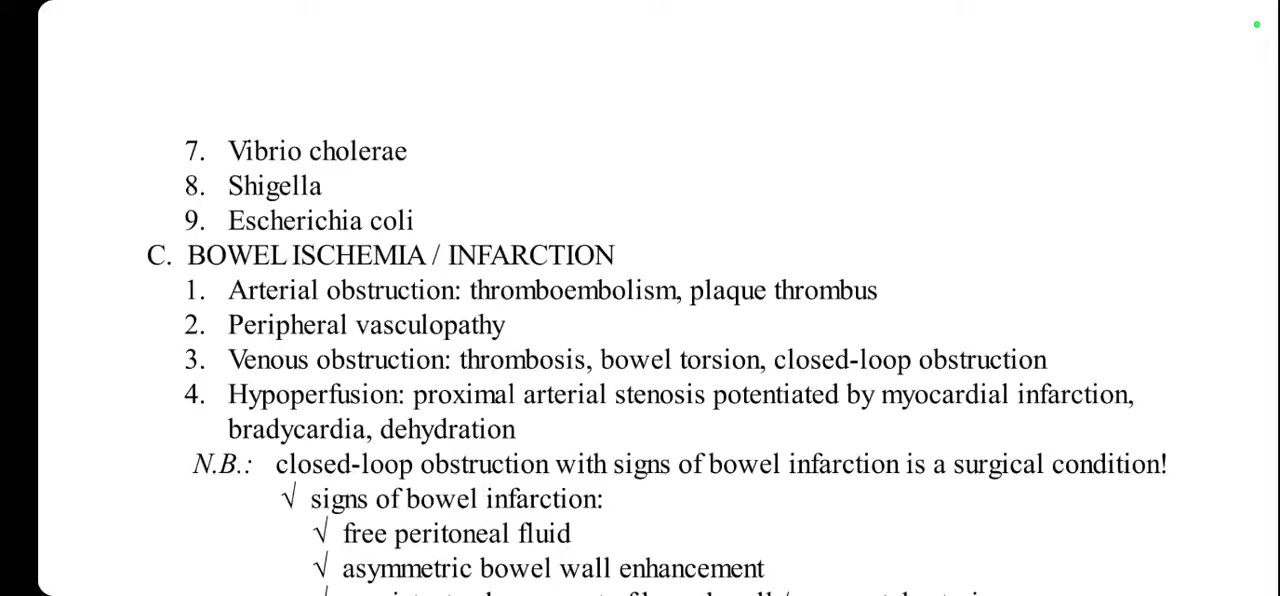 7. Vibrio cholerae
8. Shigella
9. Escherichia coli
C. BOWEL ISCHEMIA / INFARCTION
1. Arterial obstruction: thromboembolism, plaque thrombus
2. Peripheral vasculopathy
3. Venous obstruction: thrombosis, bowel torsion, closed-loop obstruction
4. Hypoperfusion: proximal arterial stenosis potentiated by myocardial infarction,
bradycardia, dehydration
N.B.: closed-loop obstruction with signs of bowel infarction is a surgical condition!
√ signs of bowel infarction:
√ free peritoneal fluid
√ asymmetric bowel wall enhancement